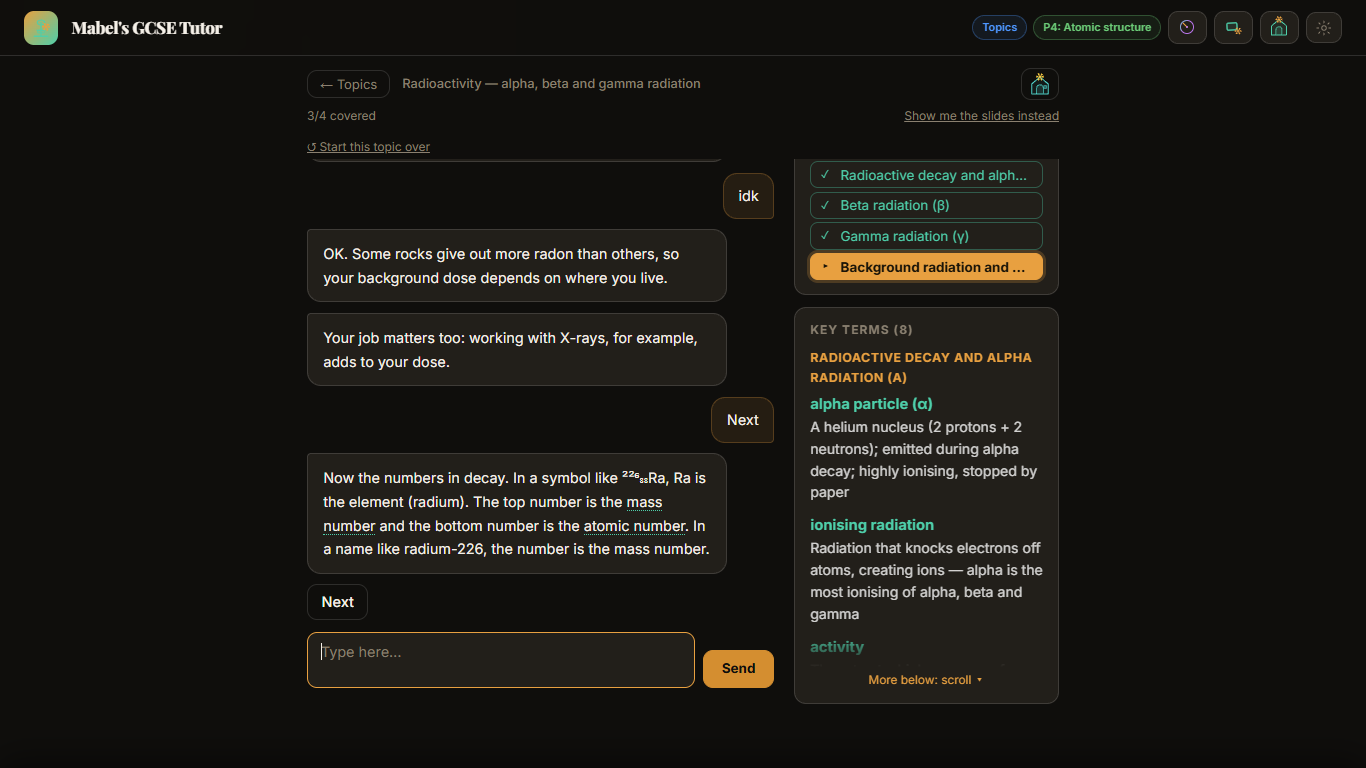 Mabel's GCSE Tutor
Topics
P4: Atomic structure
← Topics
Radioactivity — alpha, beta and gamma radiation
3/4 covered
Show me the slides instead
↺ Start this topic over
idk
OK. Some rocks give out more radon than others, so
your background dose depends on where you live.
Your job matters too: working with X-rays, for example,
adds to your dose.
Next
Now the numbers in decay. In a symbol like ²²⁶₈₈Ra, Ra is
the element (radium). The top number is the mass
number and the bottom number is the atomic number. In
a name like radium-226, the number is the mass number.
Next
Type here...
Send
✓ Radioactive decay and alph...
✓ Beta radiation (β)
✓ Gamma radiation (γ)
‣ Background radiation and ...
KEY TERMS (8)
RADIOACTIVE DECAY AND ALPHA
RADIATION (Α)
alpha particle (α)
A helium nucleus (2 protons + 2
neutrons); emitted during alpha
decay; highly ionising, stopped by
paper
ionising radiation
Radiation that knocks electrons off
atoms, creating ions — alpha is the
most ionising of alpha, beta and
gamma
activity
More below: scroll ▾